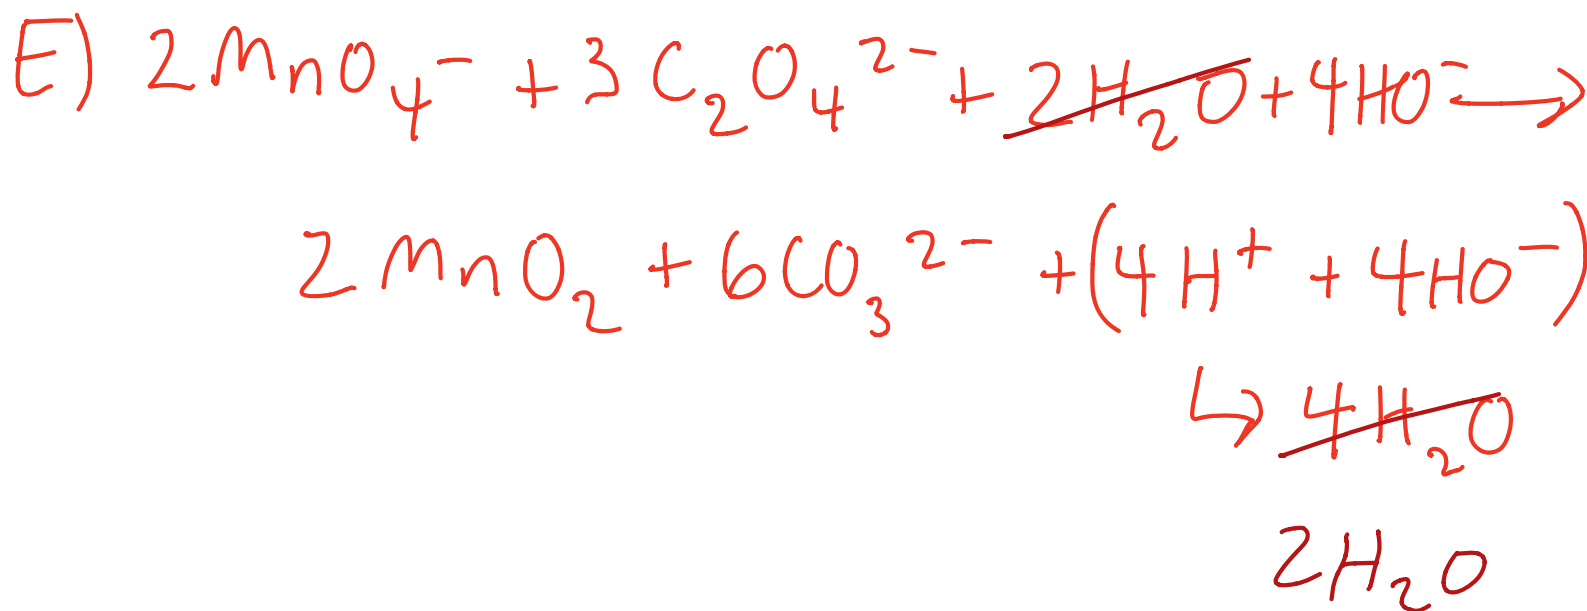 E) 2MnO₄⁻ + 3C₂O₄²⁻ + 2H₂O + 4HO⁻ ⟶
2MnO₂ + 6CO₃²⁻ + (4H⁺ + 4HO⁻)
↳ 4H₂O
2H₂O